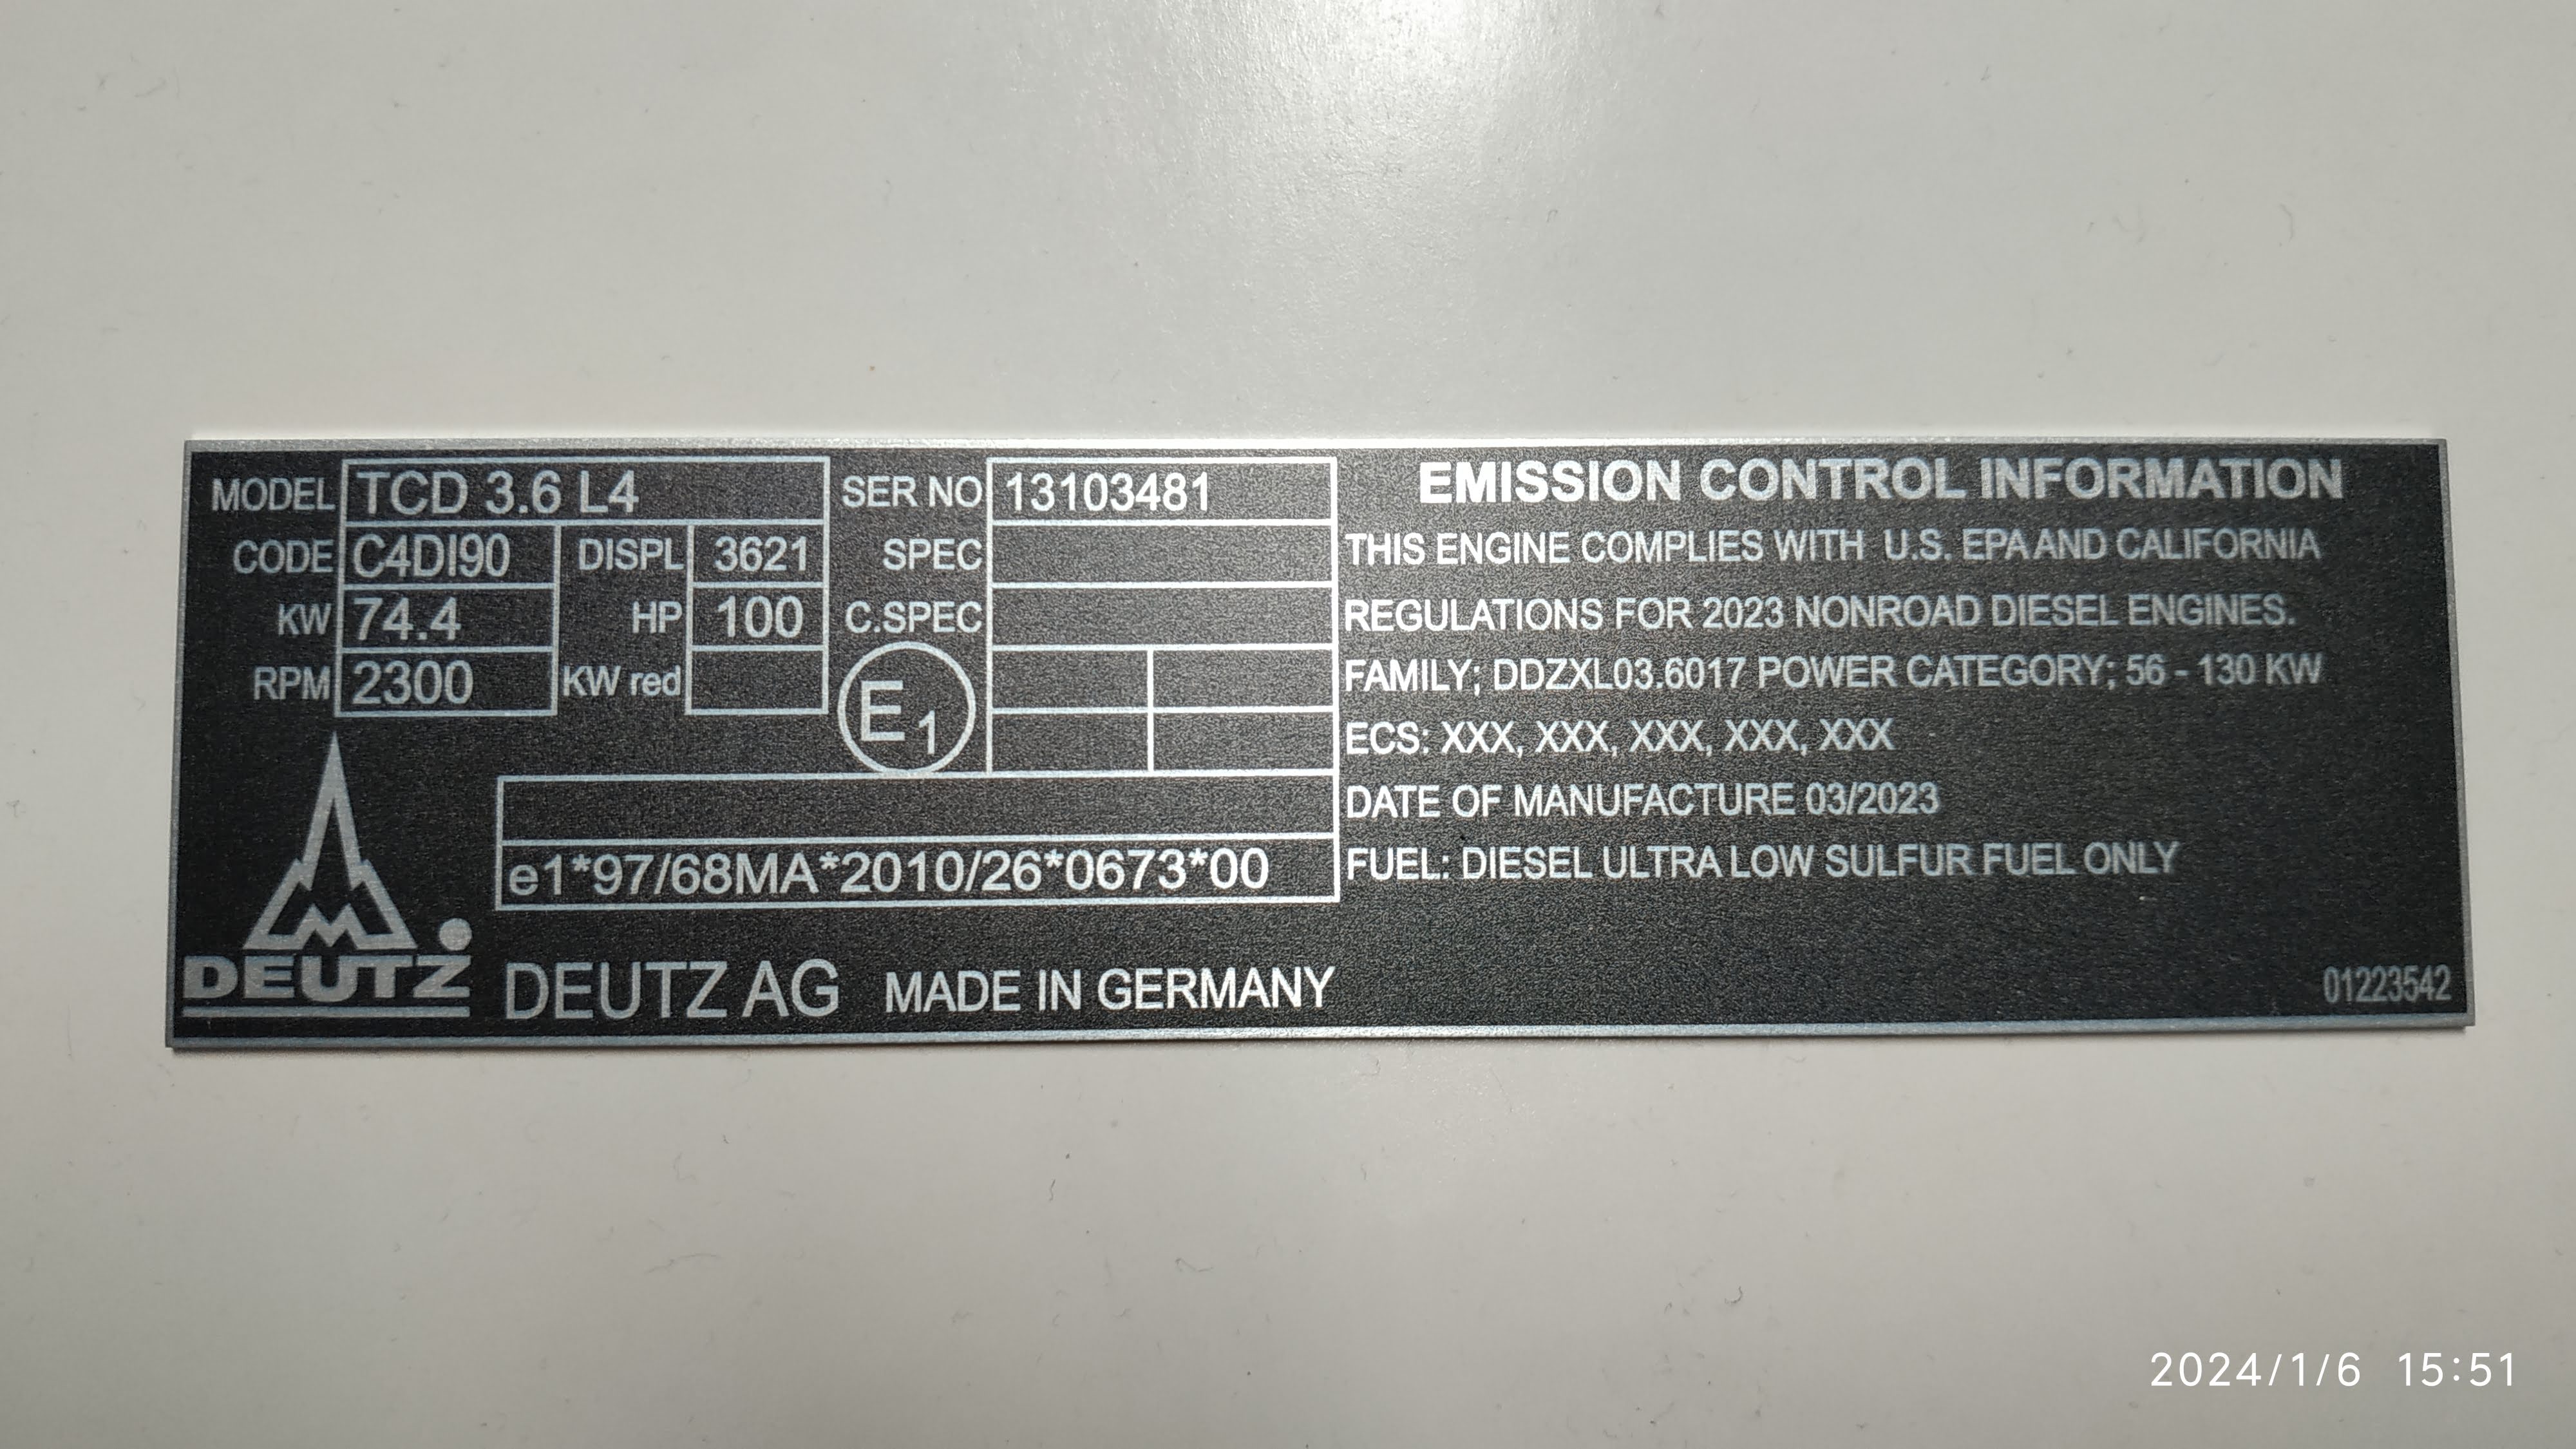 MODEL TCD 3.6 L4 SER NO 13103481
CODE C4DI90 DISPL 3621 SPEC
KW 74.4 HP 100 C.SPEC
RPM 2300 KW red E1
e1*97/68MA*2010/26*0673*00
DEUTZ DEUTZ AG MADE IN GERMANY
EMISSION CONTROL INFORMATION
THIS ENGINE COMPLIES WITH U.S. EPA AND CALIFORNIA
REGULATIONS FOR 2023 NONROAD DIESEL ENGINES.
FAMILY; DDZXL03.6017 POWER CATEGORY; 56 - 130 KW
ECS: XXX, XXX, XXX, XXX, XXX
DATE OF MANUFACTURE 03/2023
FUEL: DIESEL ULTRA LOW SULFUR FUEL ONLY
01223542
2024/1/6 15:51